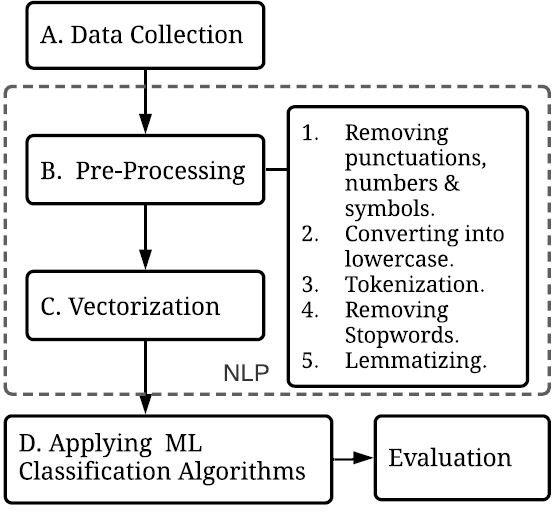 A. Data Collection
B. Pre-Processing
1. Removing
punctuations,
numbers &
symbols.
2. Converting into
lowercase.
3. Tokenization.
4. Removing
Stopwords.
5. Lemmatizing.
C. Vectorization
NLP
D. Applying ML
Classification Algorithms
Evaluation